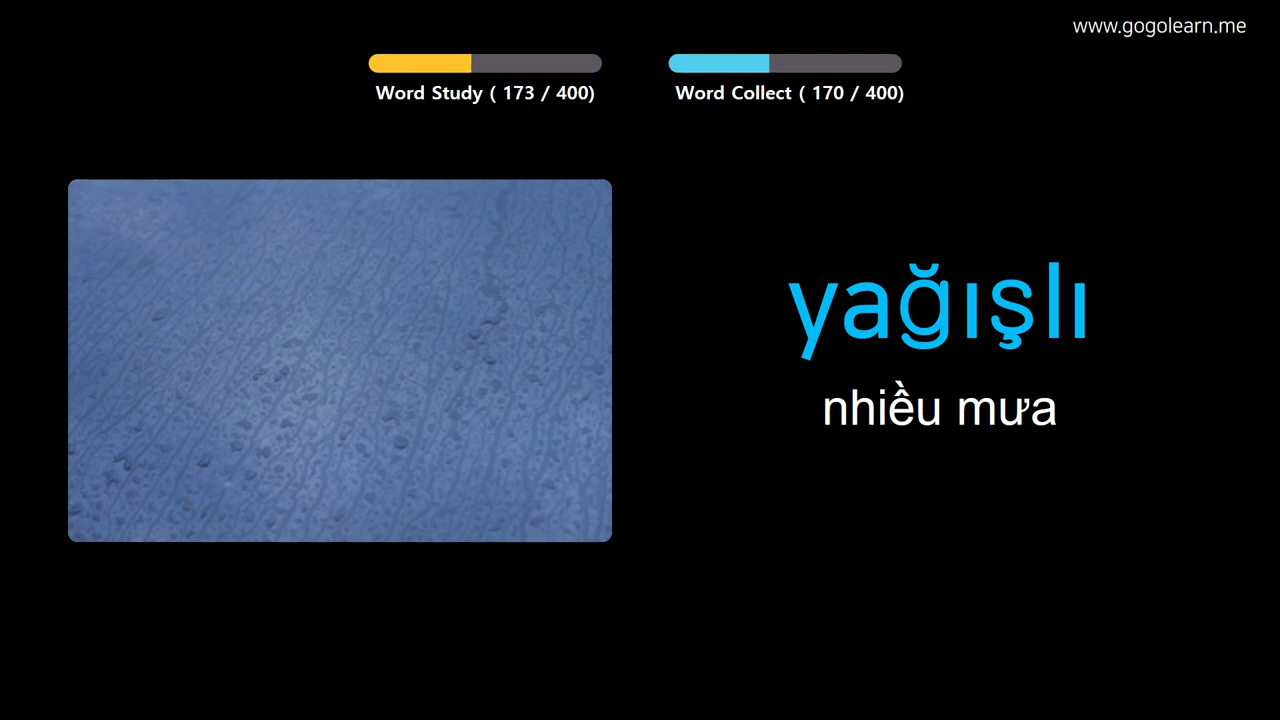 www.gogolearn.me
Word Study ( 173 / 400)
Word Collect ( 170 / 400)
yağışlı
nhiều mưa